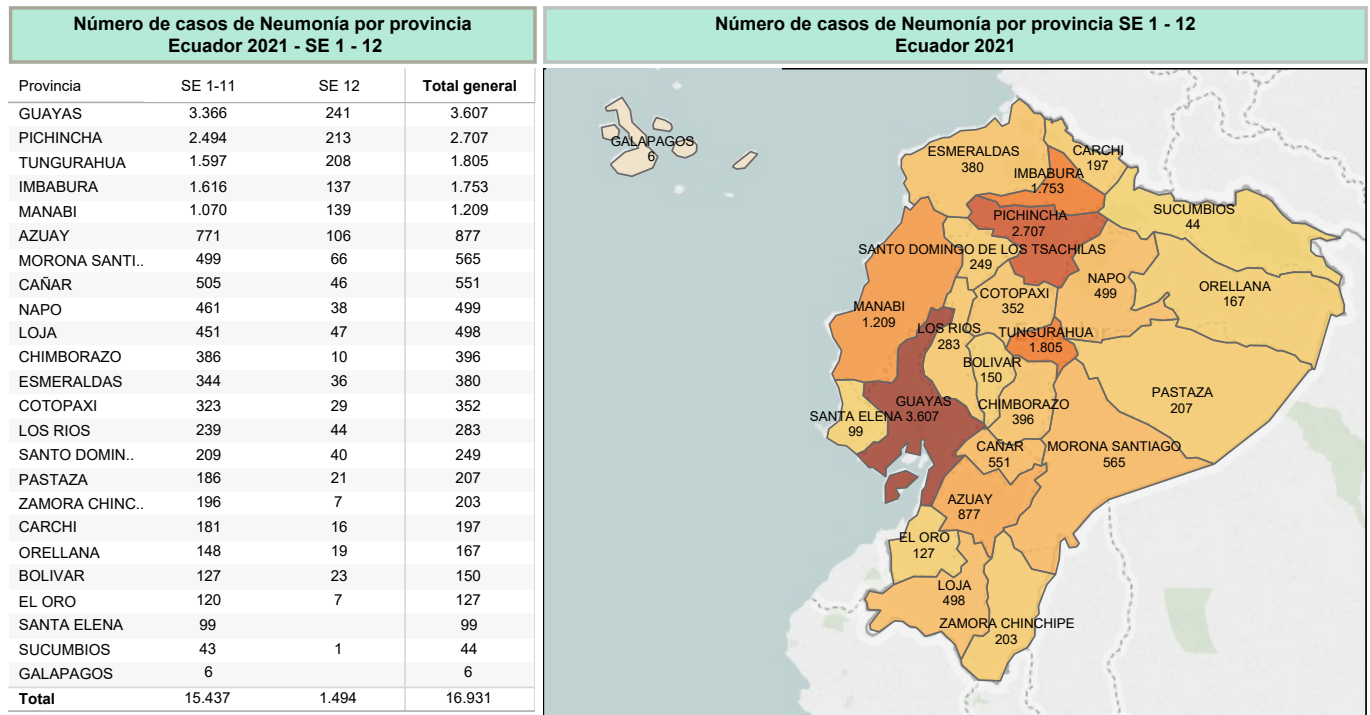 Número de casos de Neumonía por provincia
Ecuador 2021 - SE 1 - 12
Provincia SE 1-11 SE 12 Total general
GUAYAS 3.366 241 3.607
PICHINCHA 2.494 213 2.707
TUNGURAHUA 1.597 208 1.805
IMBABURA 1.616 137 1.753
MANABI 1.070 139 1.209
AZUAY 771 106 877
MORONA SANTI.. 499 66 565
CAÑAR 505 46 551
NAPO 461 38 499
LOJA 451 47 498
CHIMBORAZO 386 10 396
ESMERALDAS 344 36 380
COTOPAXI 323 29 352
LOS RIOS 239 44 283
SANTO DOMIN.. 209 40 249
PASTAZA 186 21 207
ZAMORA CHINC.. 196 7 203
CARCHI 181 16 197
ORELLANA 148 19 167
BOLIVAR 127 23 150
EL ORO 120 7 127
SANTA ELENA 99 99
SUCUMBIOS 43 1 44
GALAPAGOS 6 6
Total 15.437 1.494 16.931
Número de casos de Neumonía por provincia SE 1 - 12
Ecuador 2021
GALAPAGOS
6
ESMERALDAS
380
CARCHI
197
IMBABURA
1.753
SUCUMBIOS
44
PICHINCHA
2.707
SANTO DOMINGO DE LOS TSACHILAS
249
NAPO
499
ORELLANA
167
COTOPAXI
352
MANABI
1.209
LOS RIOS
283
TUNGURAHUA
1.805
BOLIVAR
150
PASTAZA
207
GUAYAS
3.607
CHIMBORAZO
396
SANTA ELENA
99
CAÑAR
551
MORONA SANTIAGO
565
AZUAY
877
EL ORO
127
LOJA
498
ZAMORA CHINCHIPE
203